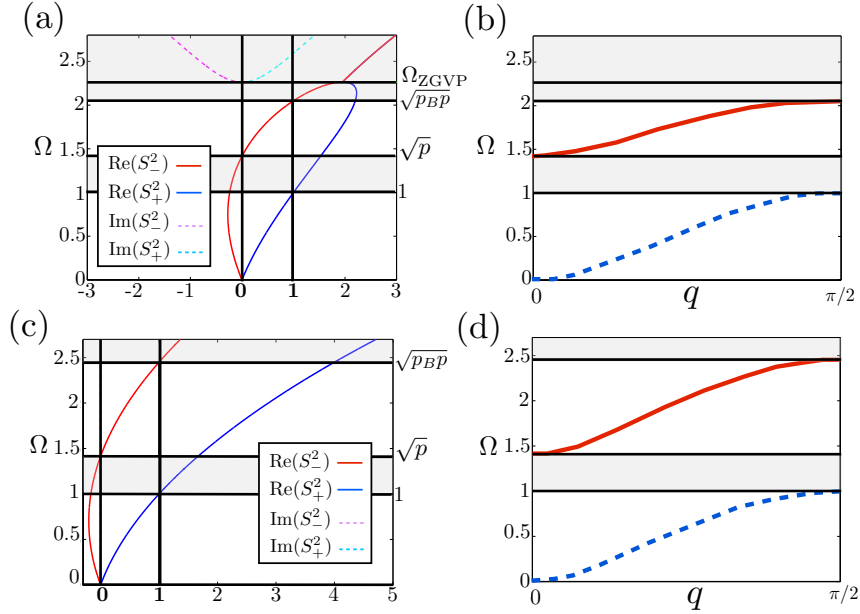 (a)
2.5
2
Ω
1.5
1
0.5
0
Re(S²₋)
Re(S²₊)
Im(S²₋)
Im(S²₊)
-3 -2 -1 0 1 2 3
Ω_ZGVP
√p_Bp
√p
1
(b)
2.5
2
Ω
1.5
1
0.5
0
0 q π/2
(c)
2.5
2
Ω
1.5
1
0.5
0
Re(S²₋)
Re(S²₊)
Im(S²₋)
Im(S²₊)
0 1 2 3 4 5
√p_Bp
√p
1
(d)
2.5
2
Ω
1.5
1
0.5
0
0 q π/2